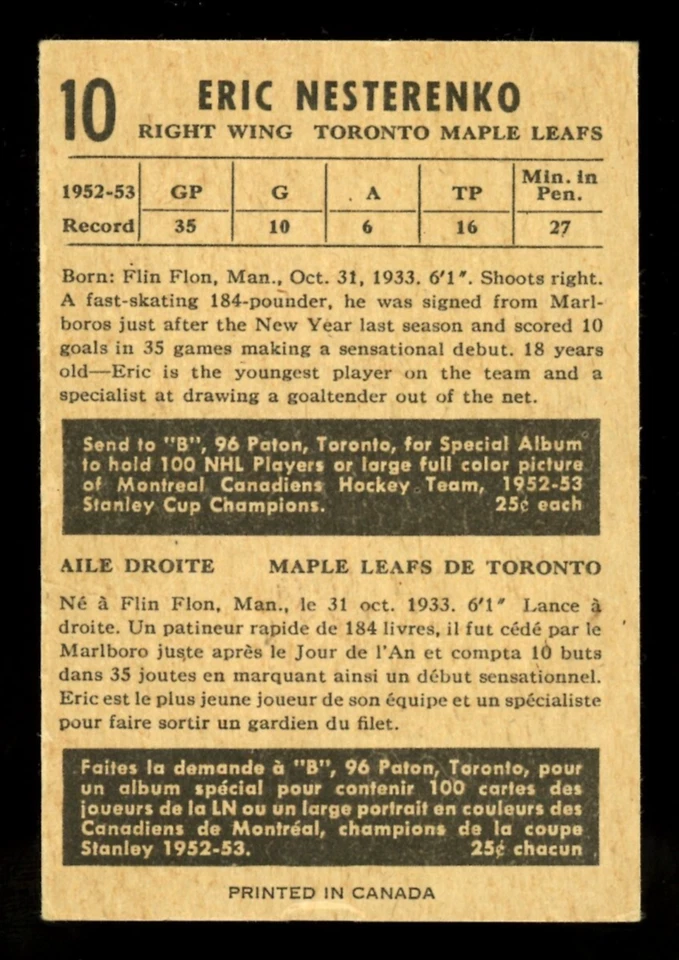 10
ERIC NESTERENKO
RIGHT WING TORONTO MAPLE LEAFS
1952-53 GP G A TP Min. in Pen.
Record 35 10 6 16 27
Born: Flin Flon, Man., Oct. 31, 1933. 6'1". Shoots right.
A fast-skating 184-pounder, he was signed from Marl-
boros just after the New Year last season and scored 10
goals in 35 games making a sensational debut. 18 years
old—Eric is the youngest player on the team and a
specialist at drawing a goaltender out of the net.
Send to "B", 96 Paton, Toronto, for Special Album
to hold 100 NHL Players or large full color picture
of Montreal Canadiens Hockey Team, 1952-53
Stanley Cup Champions. 25¢ each
AILE DROITE MAPLE LEAFS DE TORONTO
Né à Flin Flon, Man., le 31 oct. 1933. 6'1" Lance à
droite. Un patineur rapide de 184 livres, il fut cédé par le
Marlboro juste après le Jour de l'An et compta 10 buts
dans 35 joutes en marquant ainsi un début sensationnel.
Eric est le plus jeune joueur de son équipe et un spécialiste
pour faire sortir un gardien du filet.
Faites la demande à "B", 96 Paton, Toronto, pour
un album spécial pour contenir 100 cartes des
joueurs de la LN ou un large portrait en couleurs des
Canadiens de Montréal, champions de la coupe
Stanley 1952-53. 25¢ chacun
PRINTED IN CANADA